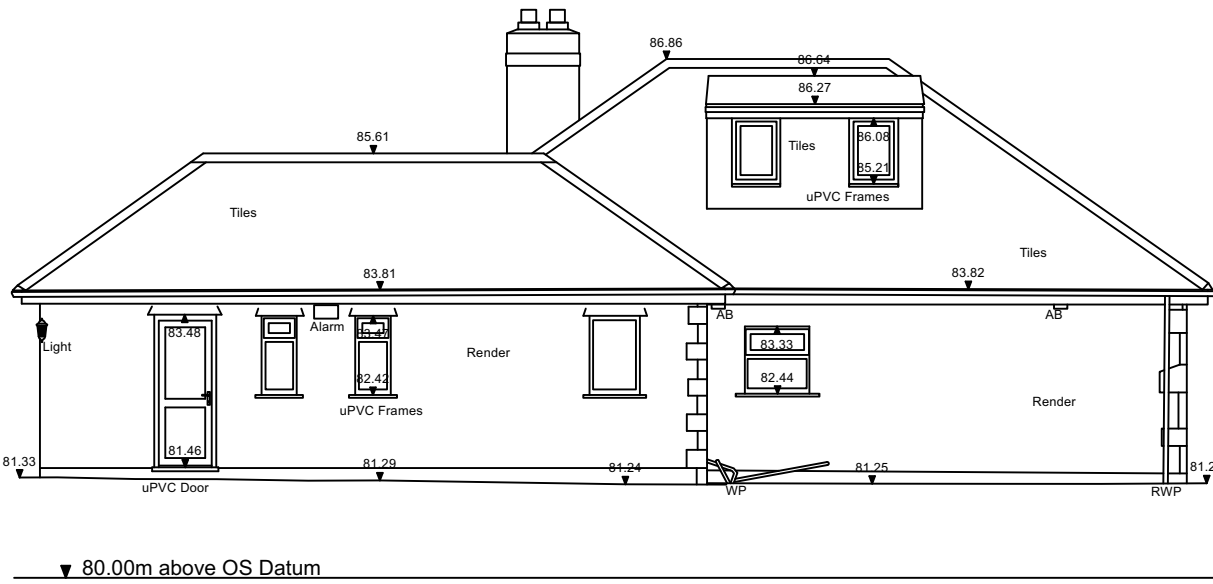 86.86
86.64
86.27
85.61
86.08
Tiles
85.21
uPVC Frames
Tiles
Tiles
83.81
83.82
Alarm
AB
AB
83.48
83.47
83.33
Light
Render
82.42
82.44
uPVC Frames
Render
81.46
81.33
81.29
81.24
81.25
81.2
uPVC Door
WP
RWP
80.00m above OS Datum